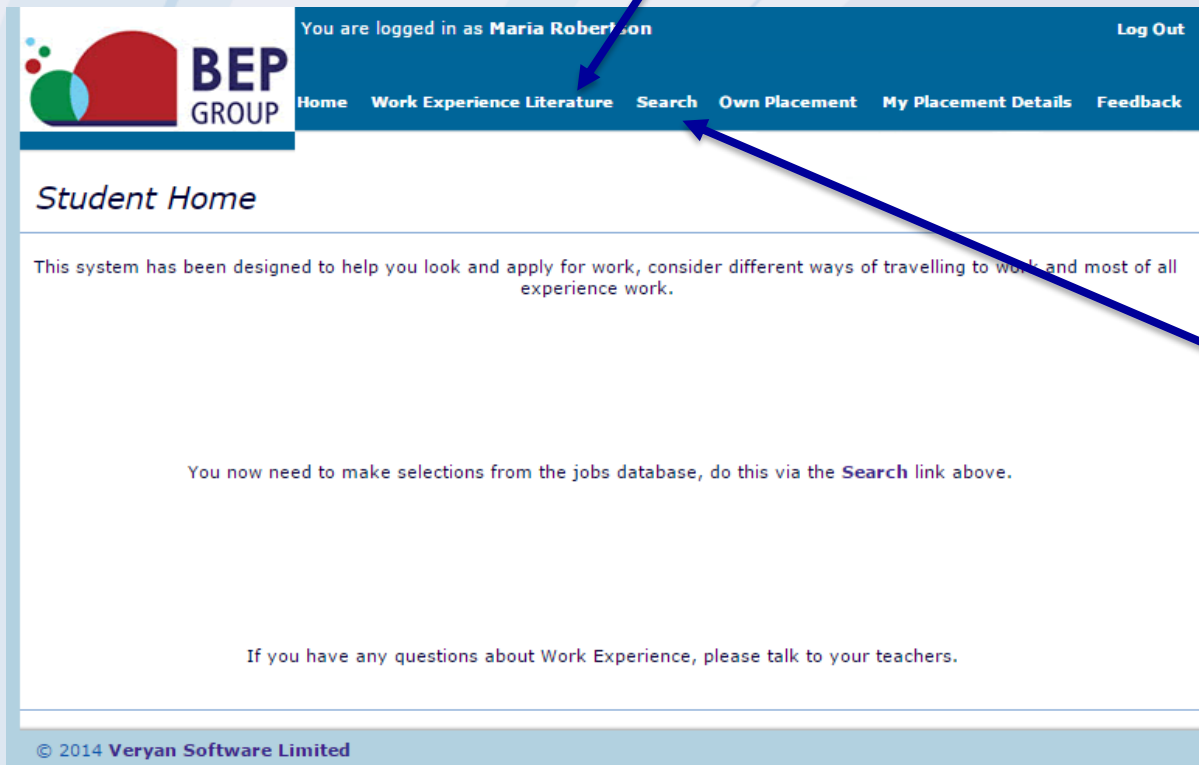 You are logged in as Maria Robertson
Log Out
BEP
GROUP
Home Work Experience Literature Search Own Placement My Placement Details Feedback
Student Home
This system has been designed to help you look and apply for work, consider different ways of travelling to work and most of all
experience work.
You now need to make selections from the jobs database, do this via the Search link above.
If you have any questions about Work Experience, please talk to your teachers.
© 2014 Veryan Software Limited